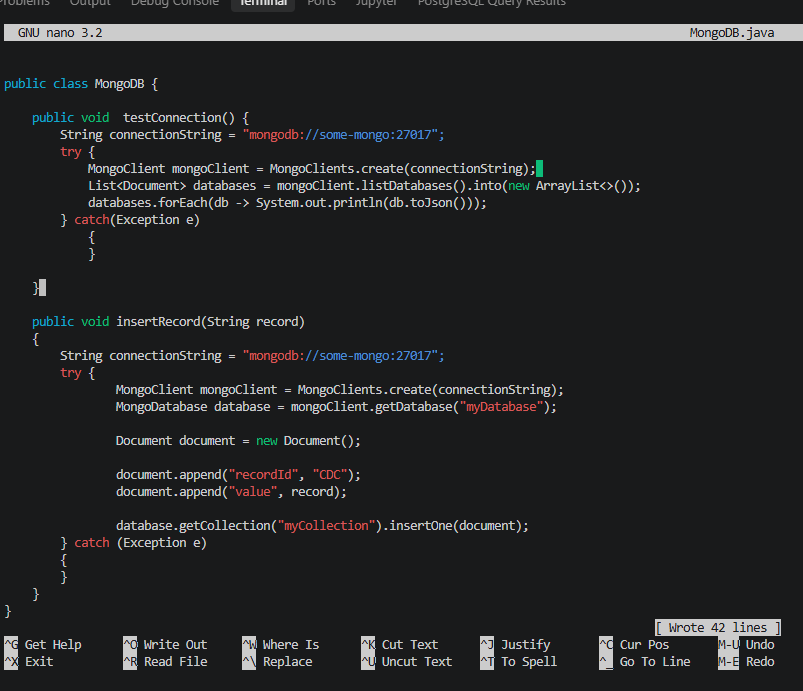 Problems Output Debug Console Terminal Ports Jupyter PostgreSQL Query Results
GNU nano 3.2 MongoDB.java
public class MongoDB {
public void  testConnection() {
String connectionString = "mongodb://some-mongo:27017";
try {
MongoClient mongoClient = MongoClients.create(connectionString);
List<Document> databases = mongoClient.listDatabases().into(new ArrayList<>());
databases.forEach(db -> System.out.println(db.toJson()));
} catch(Exception e)
{
}
}
public void insertRecord(String record)
{
String connectionString = "mongodb://some-mongo:27017";
try {
MongoClient mongoClient = MongoClients.create(connectionString);
MongoDatabase database = mongoClient.getDatabase("myDatabase");
Document document = new Document();
document.append("recordId", "CDC");
document.append("value", record);
database.getCollection("myCollection").insertOne(document);
} catch (Exception e)
{
}
}
}
[ Wrote 42 lines ]
^G Get Help ^O Write Out ^W Where Is ^K Cut Text ^J Justify ^C Cur Pos M-U Undo
^X Exit ^R Read File ^\ Replace ^U Uncut Text ^T To Spell ^_ Go To Line M-E Redo